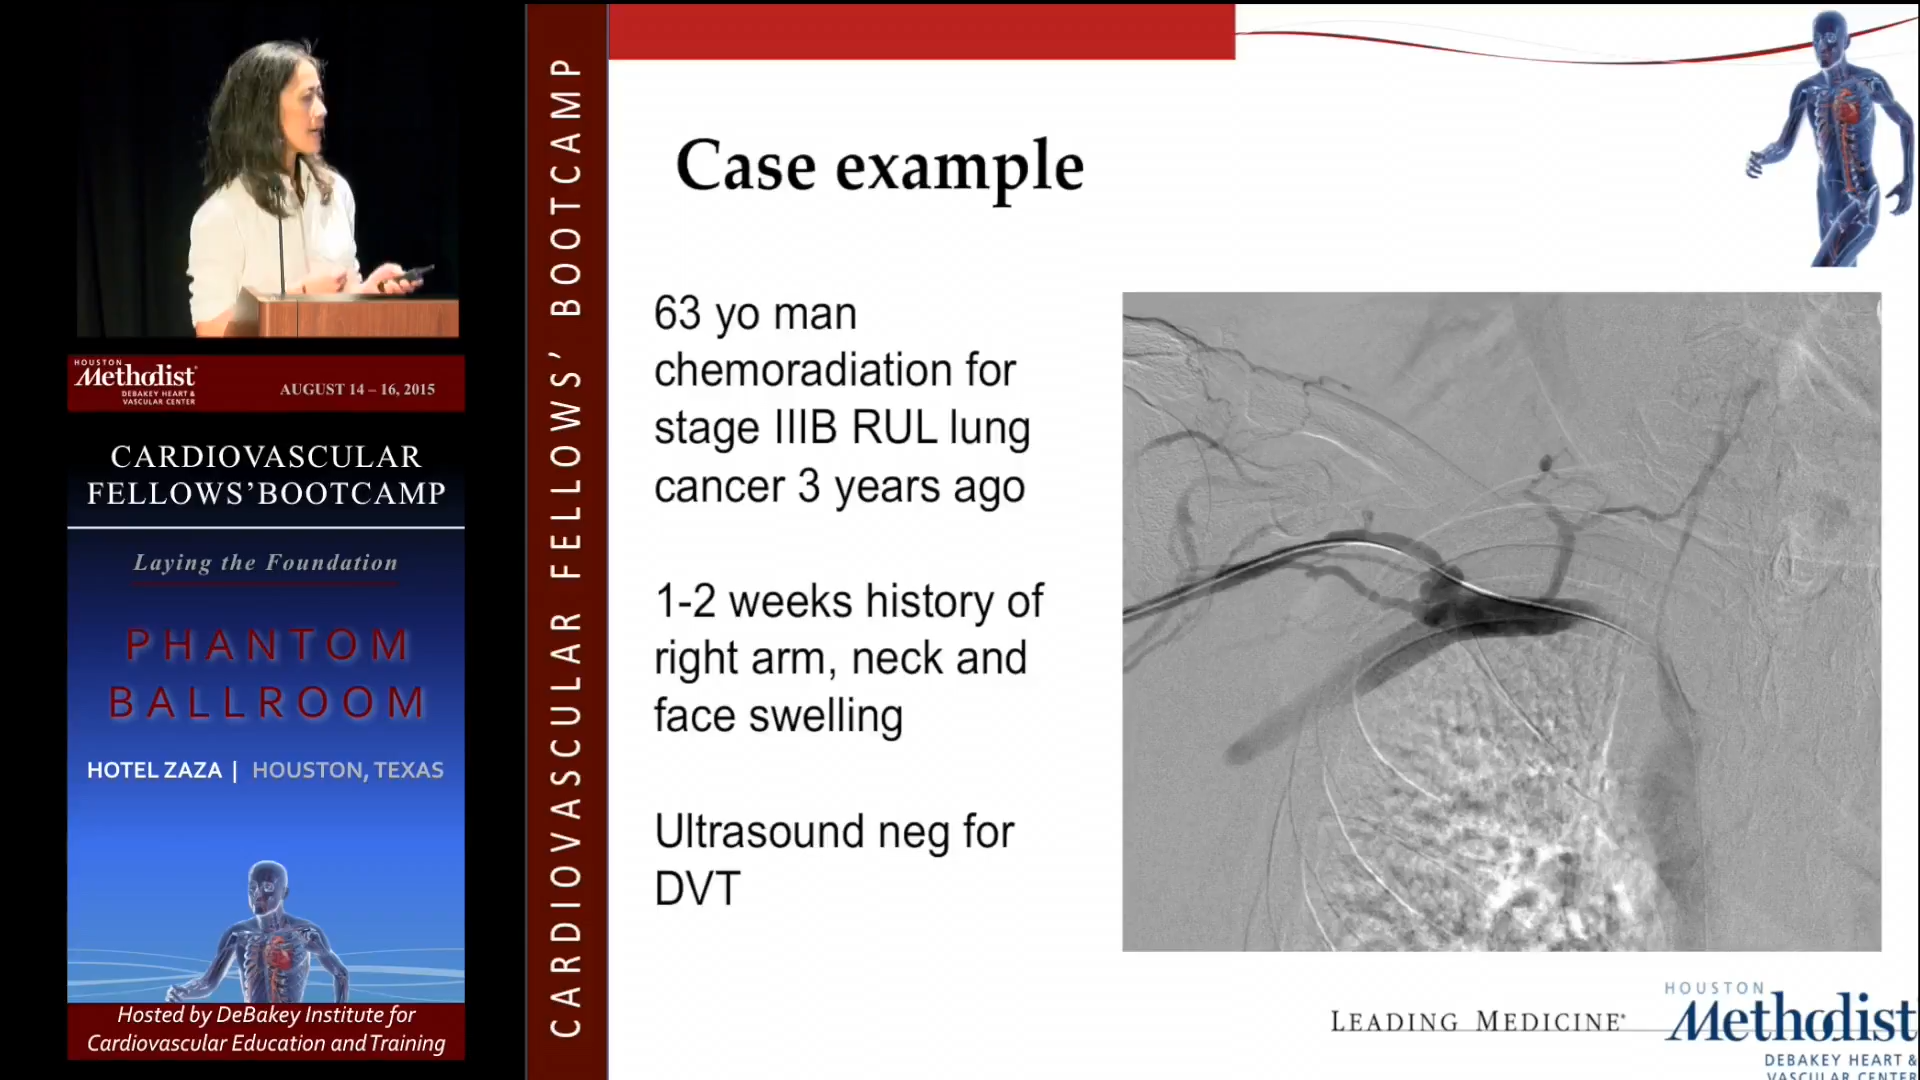 HOUSTON
Methodist
DEBAKEY HEART &
VASCULAR CENTER
AUGUST 14 – 16, 2015
CARDIOVASCULAR
FELLOWS'BOOTCAMP
Laying the Foundation
PHANTOM
BALLROOM
HOTEL ZAZA | HOUSTON, TEXAS
Hosted by DeBakey Institute for
Cardiovascular Education and Training
CARDIOVASCULAR FELLOWS' BOOTCAMP
Case example
63 yo man
chemoradiation for
stage IIIB RUL lung
cancer 3 years ago
1-2 weeks history of
right arm, neck and
face swelling
Ultrasound neg for
DVT
LEADING MEDICINE
HOUSTON
Methodist
DEBAKEY HEART &
VASCULAR CENTER